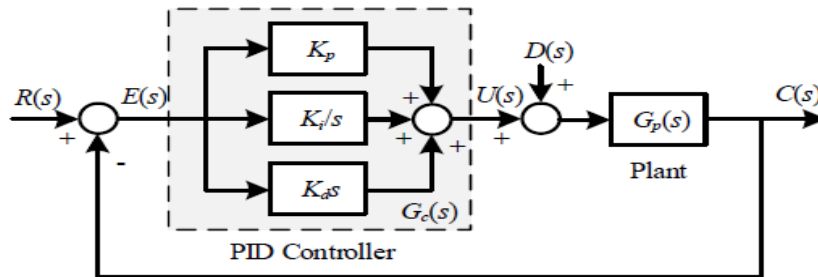 K_p
D(s)
R(s)
E(s)
U(s)
C(s)
+
+
K_i/s
G_p(s)
+
+
+
+
-
Plant
K_ds
G_c(s)
PID Controller